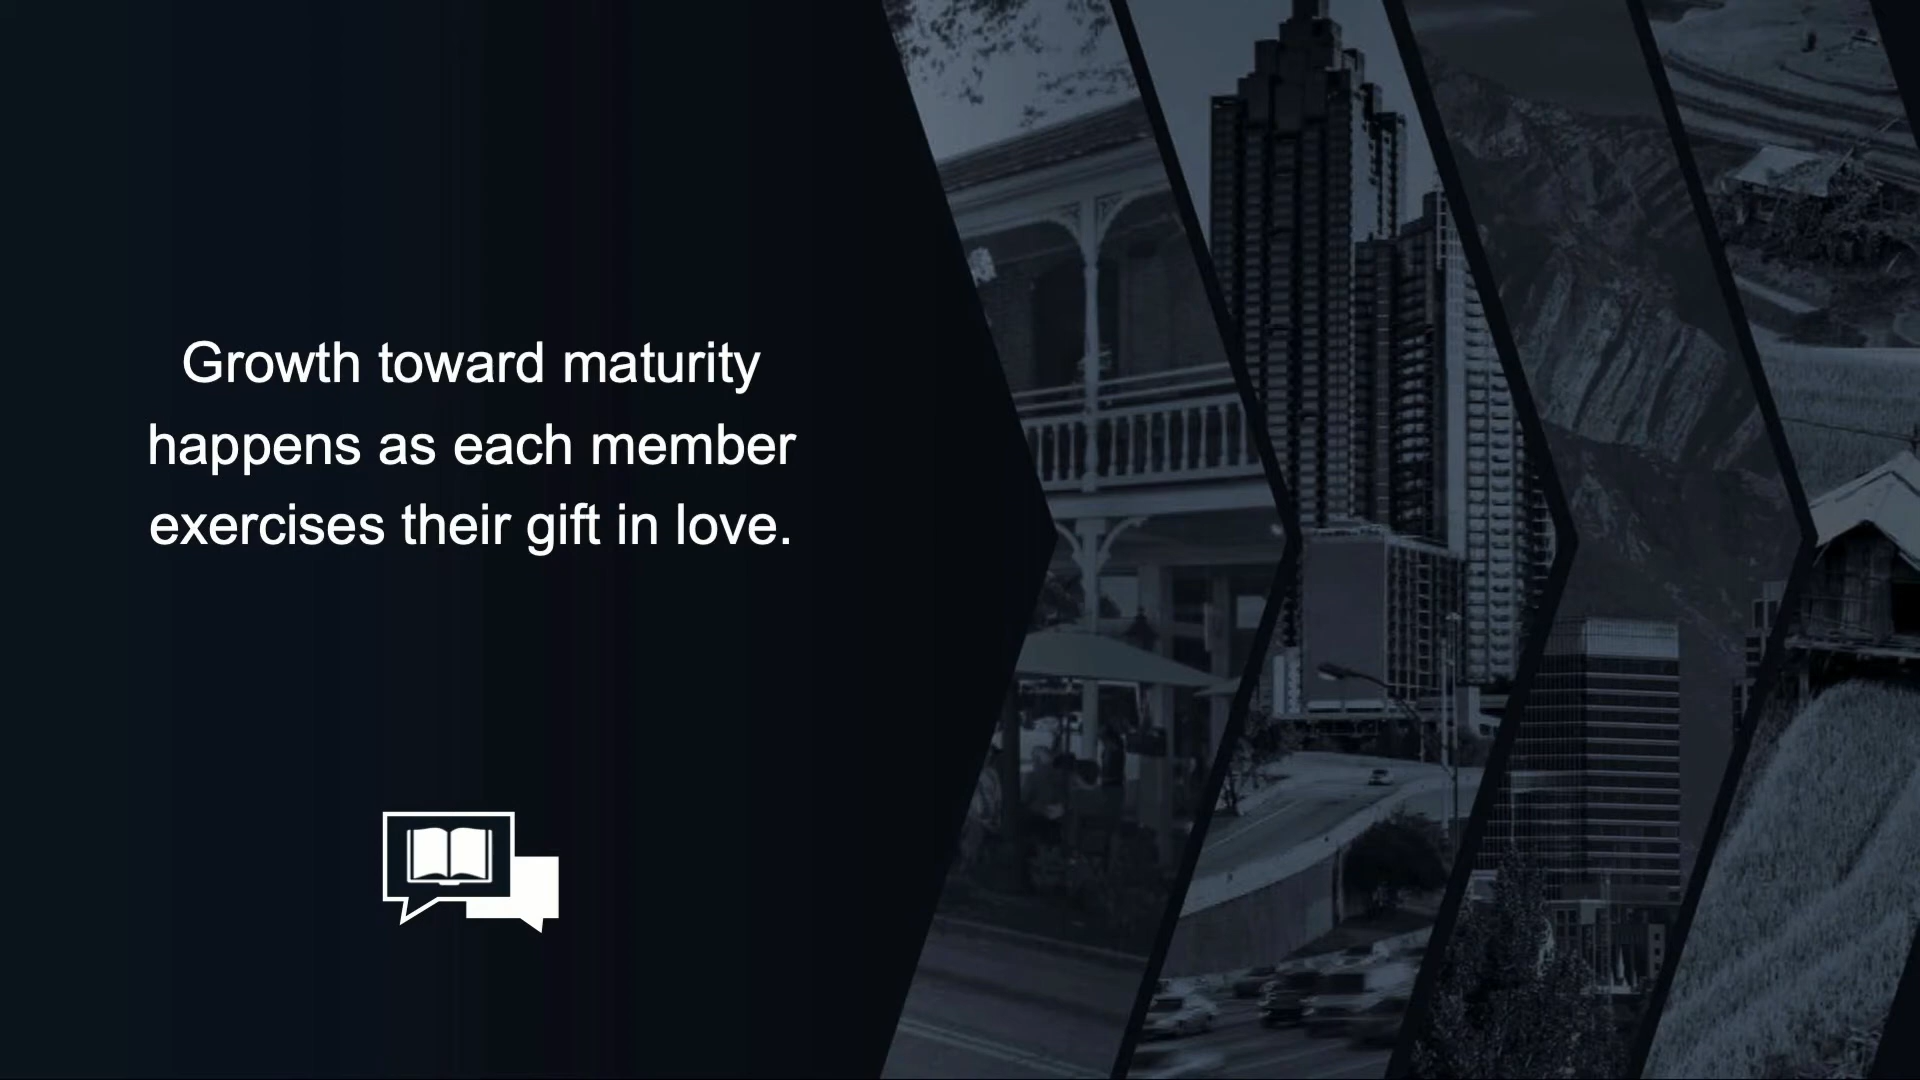 Growth toward maturity
happens as each member
exercises their gift in love.